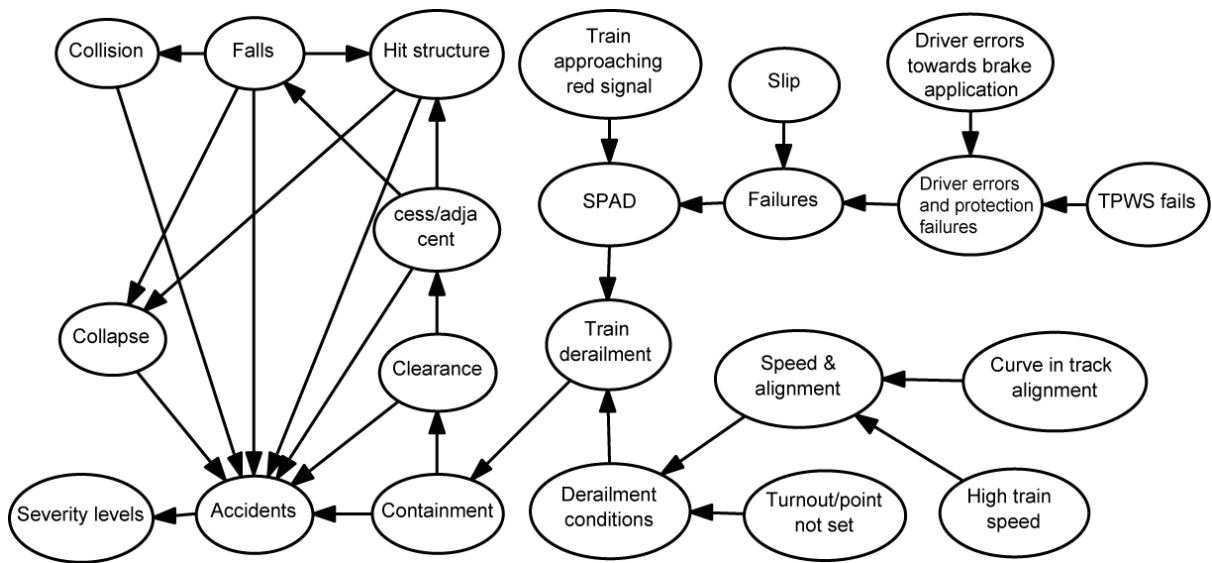 Collision
Falls
Hit structure
Train
approaching
red signal
Slip
Driver errors
towards brake
application
cess/adja
cent
SPAD
Failures
Driver errors
and protection
failures
TPWS fails
Collapse
Clearance
Train
derailment
Speed &
alignment
Curve in track
alignment
Severity levels
Accidents
Containment
Derailment
conditions
Turnout/point
not set
High train
speed